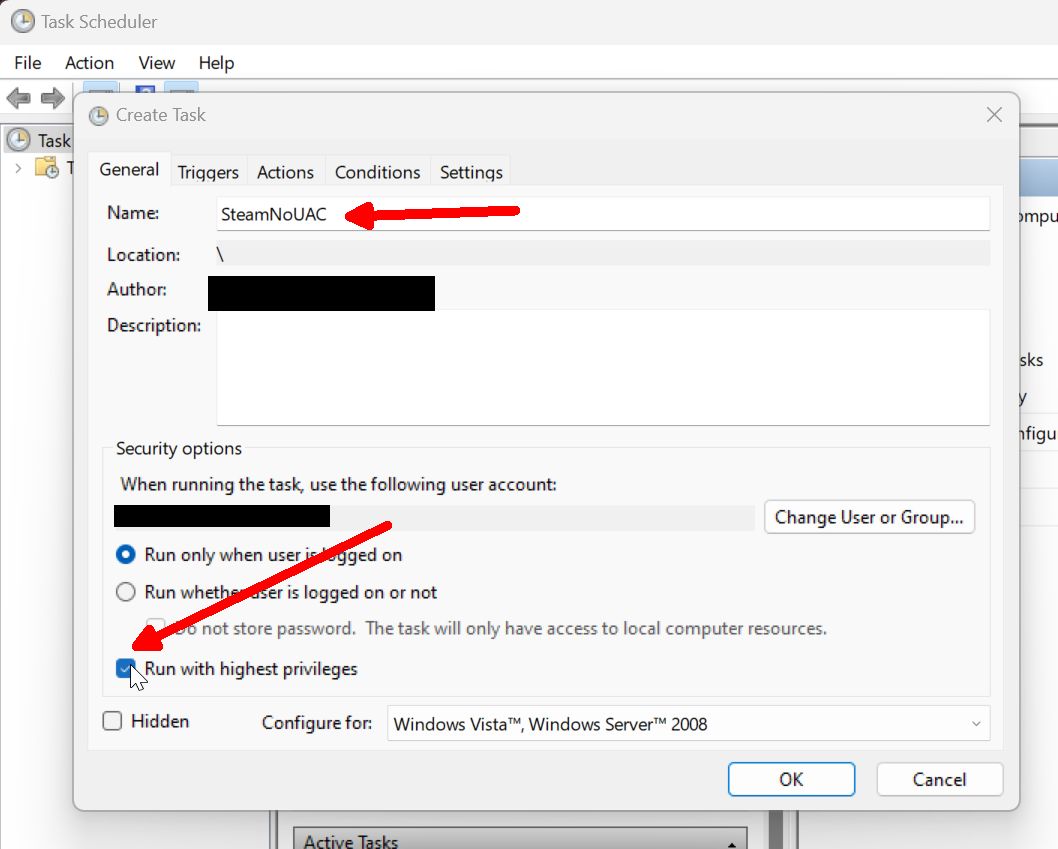 Task Scheduler
File Action View Help
Create Task
Task
General Triggers Actions Conditions Settings
Name: SteamNoUAC
Location: \
Author:
Description:
Security options
When running the task, use the following user account:
Change User or Group...
Run only when user is logged on
Run whether user is logged on or not
Do not store password. The task will only have access to local computer resources.
Run with highest privileges
Hidden Configure for: Windows Vista™, Windows Server™ 2008
OK Cancel
Active Tasks